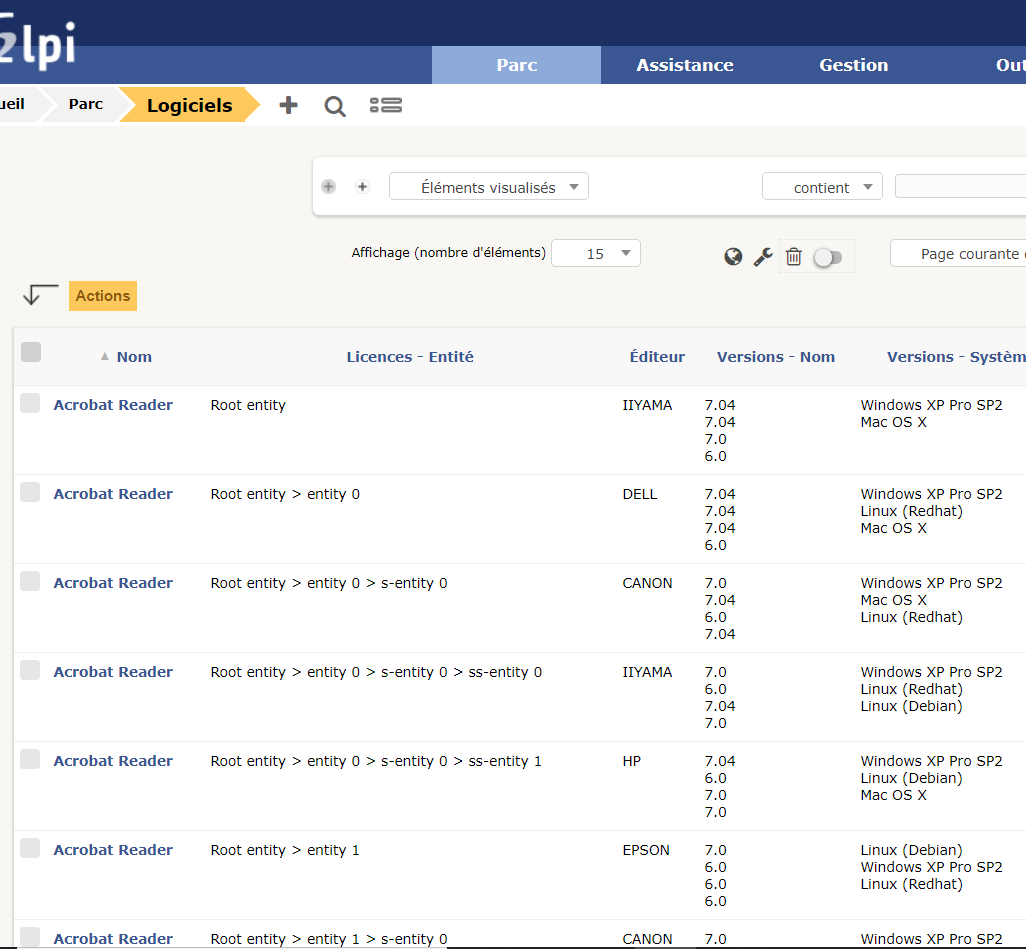 lpi
Parc Assistance Gestion
Parc Logiciels
Éléments visualisés contient
Affichage (nombre d'éléments) 15 Page courante
Actions
Nom Licences - Entité Éditeur Versions - Nom Versions - Systèm
Acrobat Reader Root entity IIYAMA 7.04 Windows XP Pro SP2
7.04 Mac OS X
7.0
6.0
Acrobat Reader Root entity > entity 0 DELL 7.04 Windows XP Pro SP2
7.04 Linux (Redhat)
7.04 Mac OS X
6.0
Acrobat Reader Root entity > entity 0 > s-entity 0 CANON 7.0 Windows XP Pro SP2
7.04 Mac OS X
6.0 Linux (Redhat)
7.04
Acrobat Reader Root entity > entity 0 > s-entity 0 > ss-entity 0 IIYAMA 7.0 Windows XP Pro SP2
6.0 Linux (Redhat)
7.04 Linux (Debian)
7.0
Acrobat Reader Root entity > entity 0 > s-entity 0 > ss-entity 1 HP 7.04 Windows XP Pro SP2
6.0 Linux (Debian)
7.0 Mac OS X
7.0
Acrobat Reader Root entity > entity 1 EPSON 7.0 Linux (Debian)
6.0 Windows XP Pro SP2
6.0 Linux (Redhat)
6.0
Acrobat Reader Root entity > entity 1 > s-entity 0 CANON 7.0 Windows XP Pro SP2